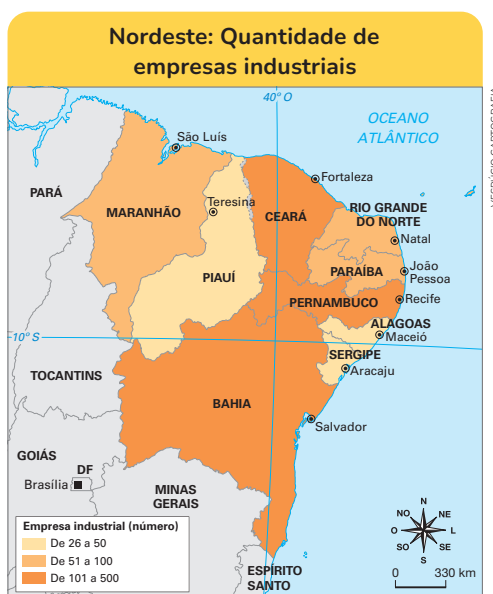 Nordeste: Quantidade de
empresas industriais
40° O
OCEANO
ATLÂNTICO
São Luís
Fortaleza
PARÁ
Teresina
RIO GRANDE
DO NORTE
MARANHÃO
CEARÁ
Natal
PARAÍBA
João
Pessoa
PIAUÍ
PERNAMBUCO
Recife
ALAGOAS
Maceió
10° S
SERGIPE
Aracaju
TOCANTINS
BAHIA
Salvador
GOIÁS
DF
Brasília
MINAS
GERAIS
Empresa industrial (número)
De 26 a 50
De 51 a 100
De 101 a 500
ESPÍRITO
SANTO
N
NO
NE
O
L
SO
SE
S
0 330 km